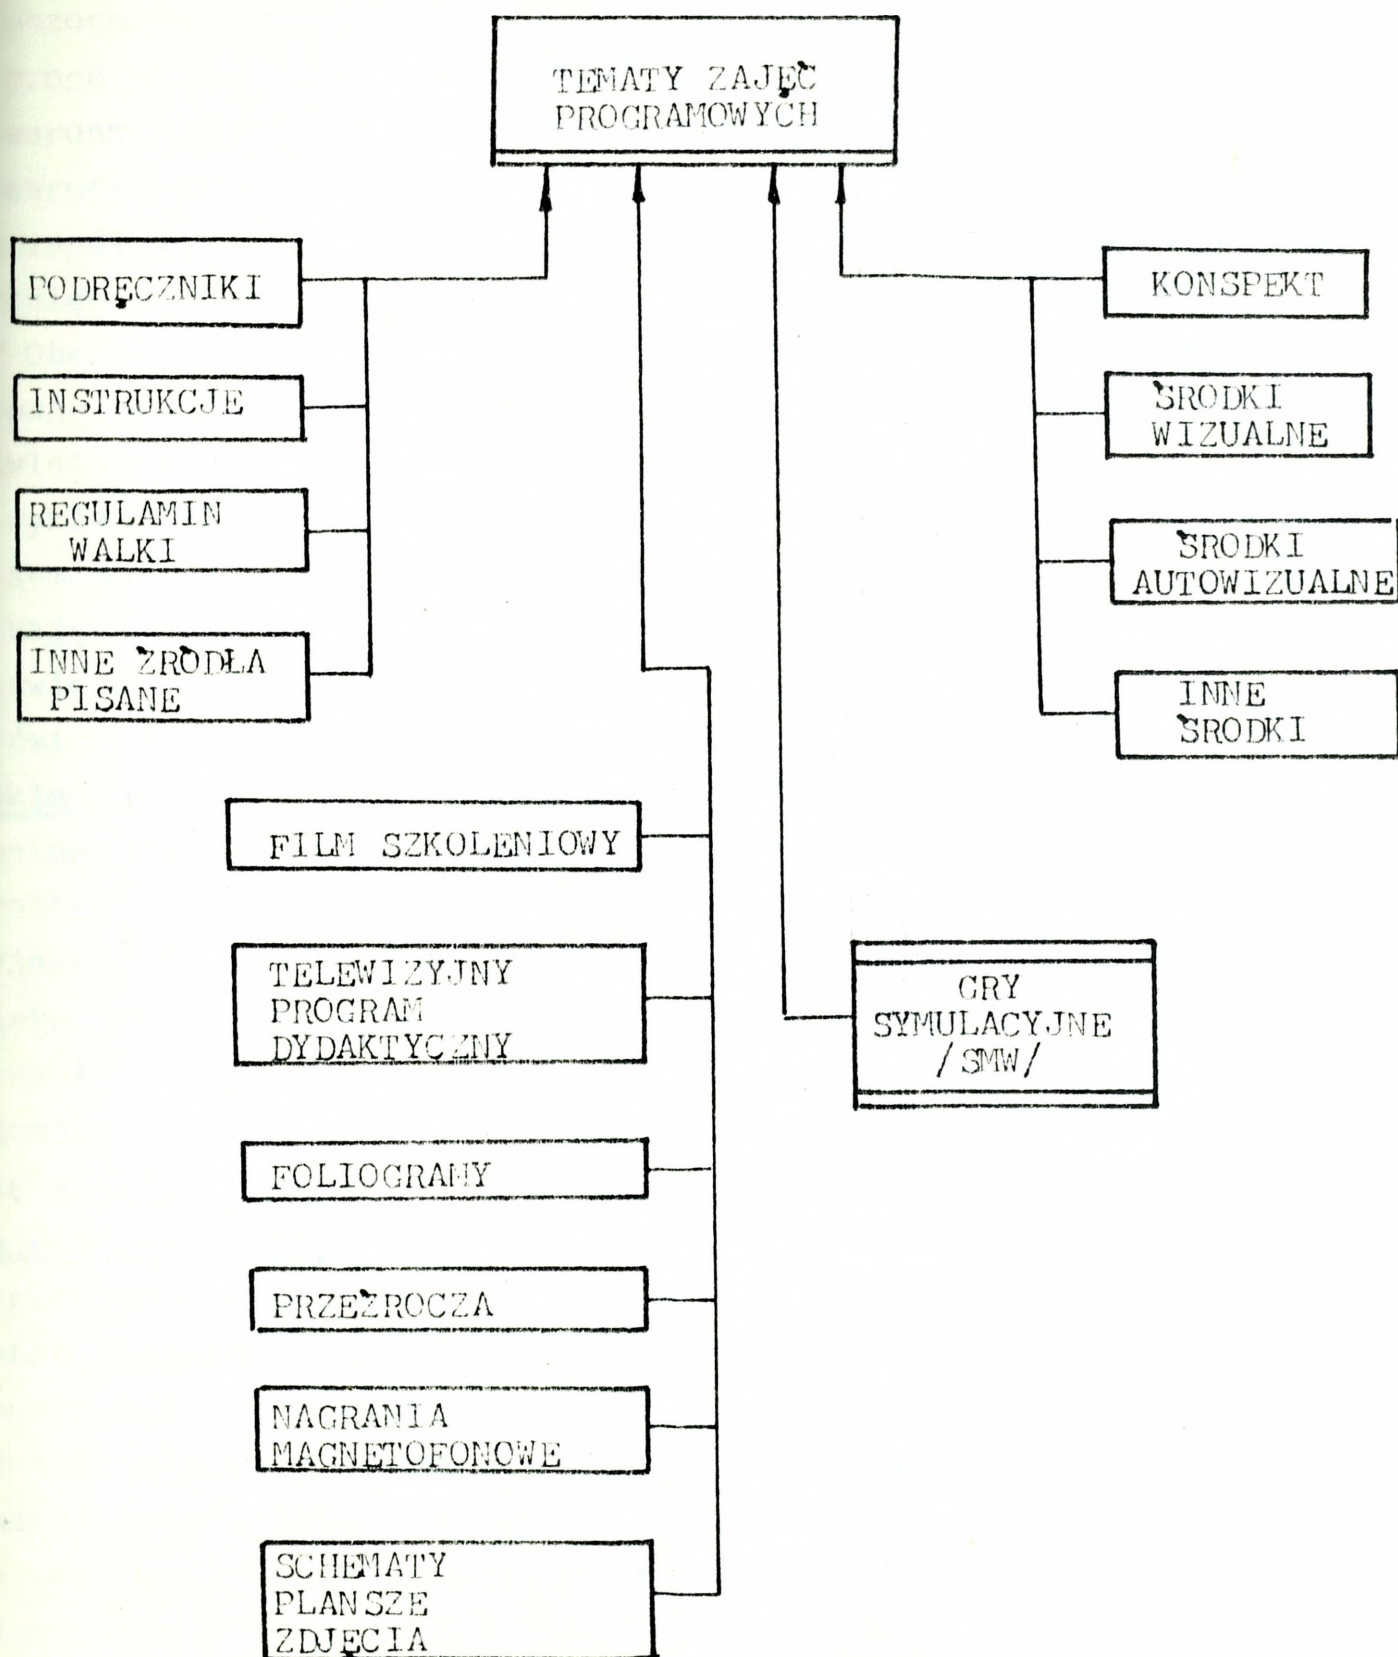 TEMATY ZAJĘĆ
PROGRAMOWYCH
PODRĘCZNIKI
INSTRUKCJE
REGULAMIN
WALKI
INNE ŹRÓDŁA
PISANE
KONSPEKT
ŚRODKI
WIZUALNE
ŚRODKI
AUTOWIZUALNE
INNE
ŚRODKI
FILM SZKOLENIOWY
TELEWIZYJNY
PROGRAM
DYDAKTYCZNY
FOLIOGRAMY
PRZEŹROCZA
NAGRANIA
MAGNETOFONOWE
SCHEMATY
PLANSZE
ZDJĘCIA
GRY
SYMULACYJNE
/SMW/